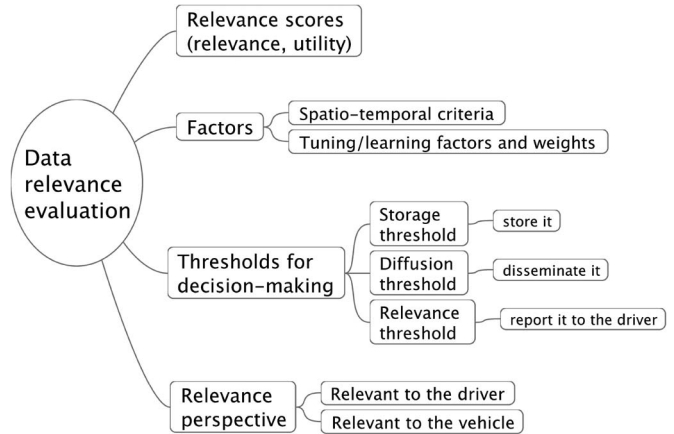 Data
relevance
evaluation
Relevance scores
(relevance, utility)
Factors
Spatio-temporal criteria
Tuning/learning factors and weights
Thresholds for
decision-making
Storage
threshold
store it
Diffusion
threshold
disseminate it
Relevance
threshold
report it to the driver
Relevance
perspective
Relevant to the driver
Relevant to the vehicle